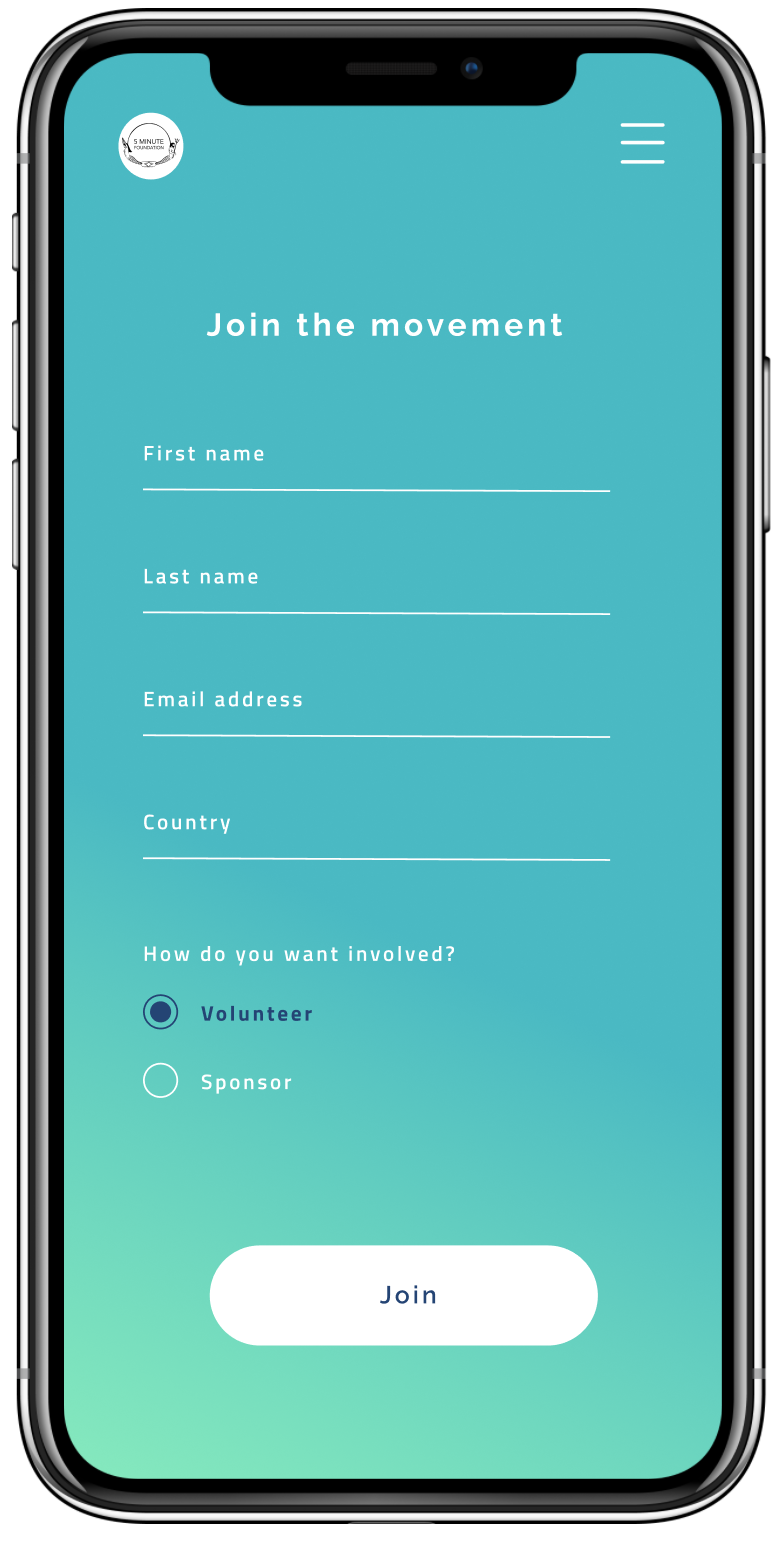 5 MINUTE
FOUNDATION
Join the movement
First name
Last name
Email address
Country
How do you want involved?
Volunteer
Sponsor
Join